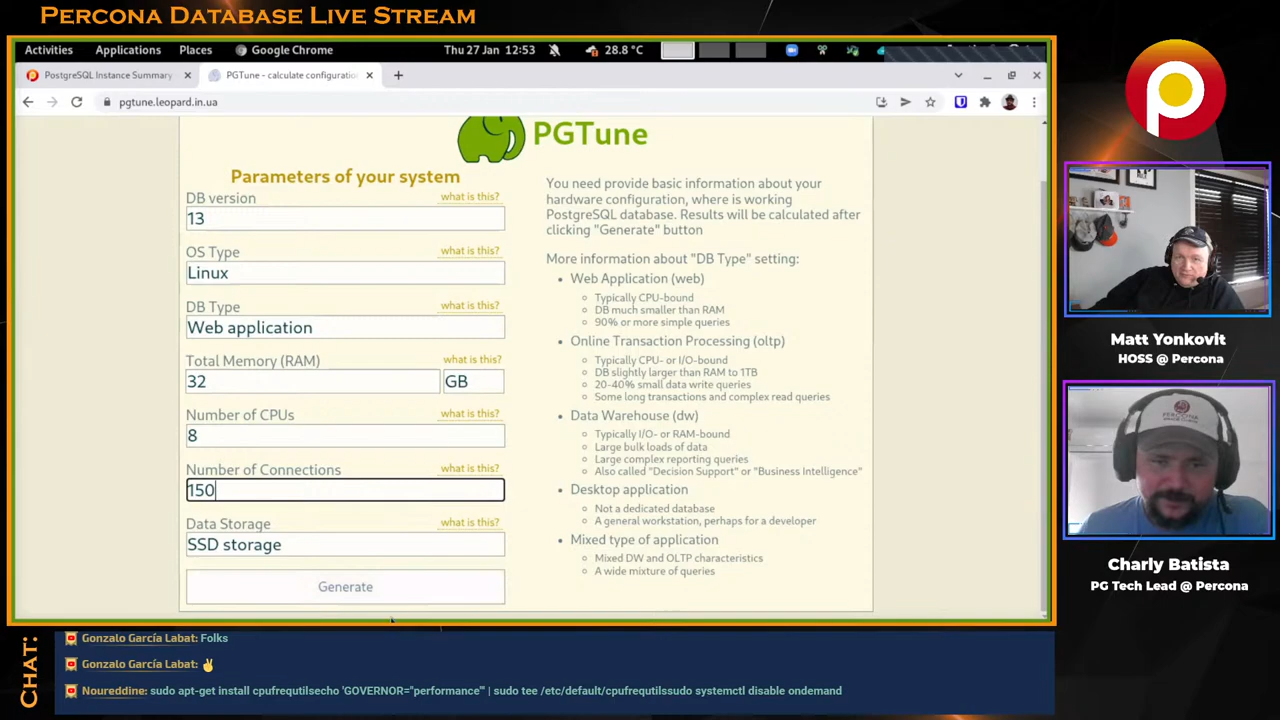 Percona Database Live Stream
Activities Applications Places Google Chrome Thu 27 Jan 12:53 28.8 °C
PostgreSQL Instance Summary PGTune - calculate configuratio
pgtune.leopard.in.ua
PGTune
Parameters of your system
DB version what is this?
13
OS Type what is this?
Linux
DB Type what is this?
Web application
Total Memory (RAM) what is this?
32 GB
Number of CPUs what is this?
8
Number of Connections what is this?
150
Data Storage what is this?
SSD storage
Generate
You need provide basic information about your
hardware configuration, where is working
PostgreSQL database. Results will be calculated after
clicking "Generate" button
More information about "DB Type" setting:
Web Application (web)
Typically CPU-bound
DB much smaller than RAM
90% or more simple queries
Online Transaction Processing (oltp)
Typically CPU- or I/O-bound
DB slightly larger than RAM to 1TB
20-40% small data write queries
Some long transactions and complex read queries
Data Warehouse (dw)
Typically I/O- or RAM-bound
Large bulk loads of data
Large complex reporting queries
Also called "Decision Support" or "Business Intelligence"
Desktop application
Not a dedicated database
A general workstation, perhaps for a developer
Mixed type of application
Mixed DW and OLTP characteristics
A wide mixture of queries
Matt Yonkovit
HOSS @ Percona
PERCONA
Charly Batista
PG Tech Lead @ Percona
Chat:
Gonzalo García Labat: Folks
Gonzalo García Labat: ✌
Noureddine: sudo apt-get install cpufrequtilsecho 'GOVERNOR="performance"' | sudo tee /etc/default/cpufrequtilssudo systemctl disable ondemand